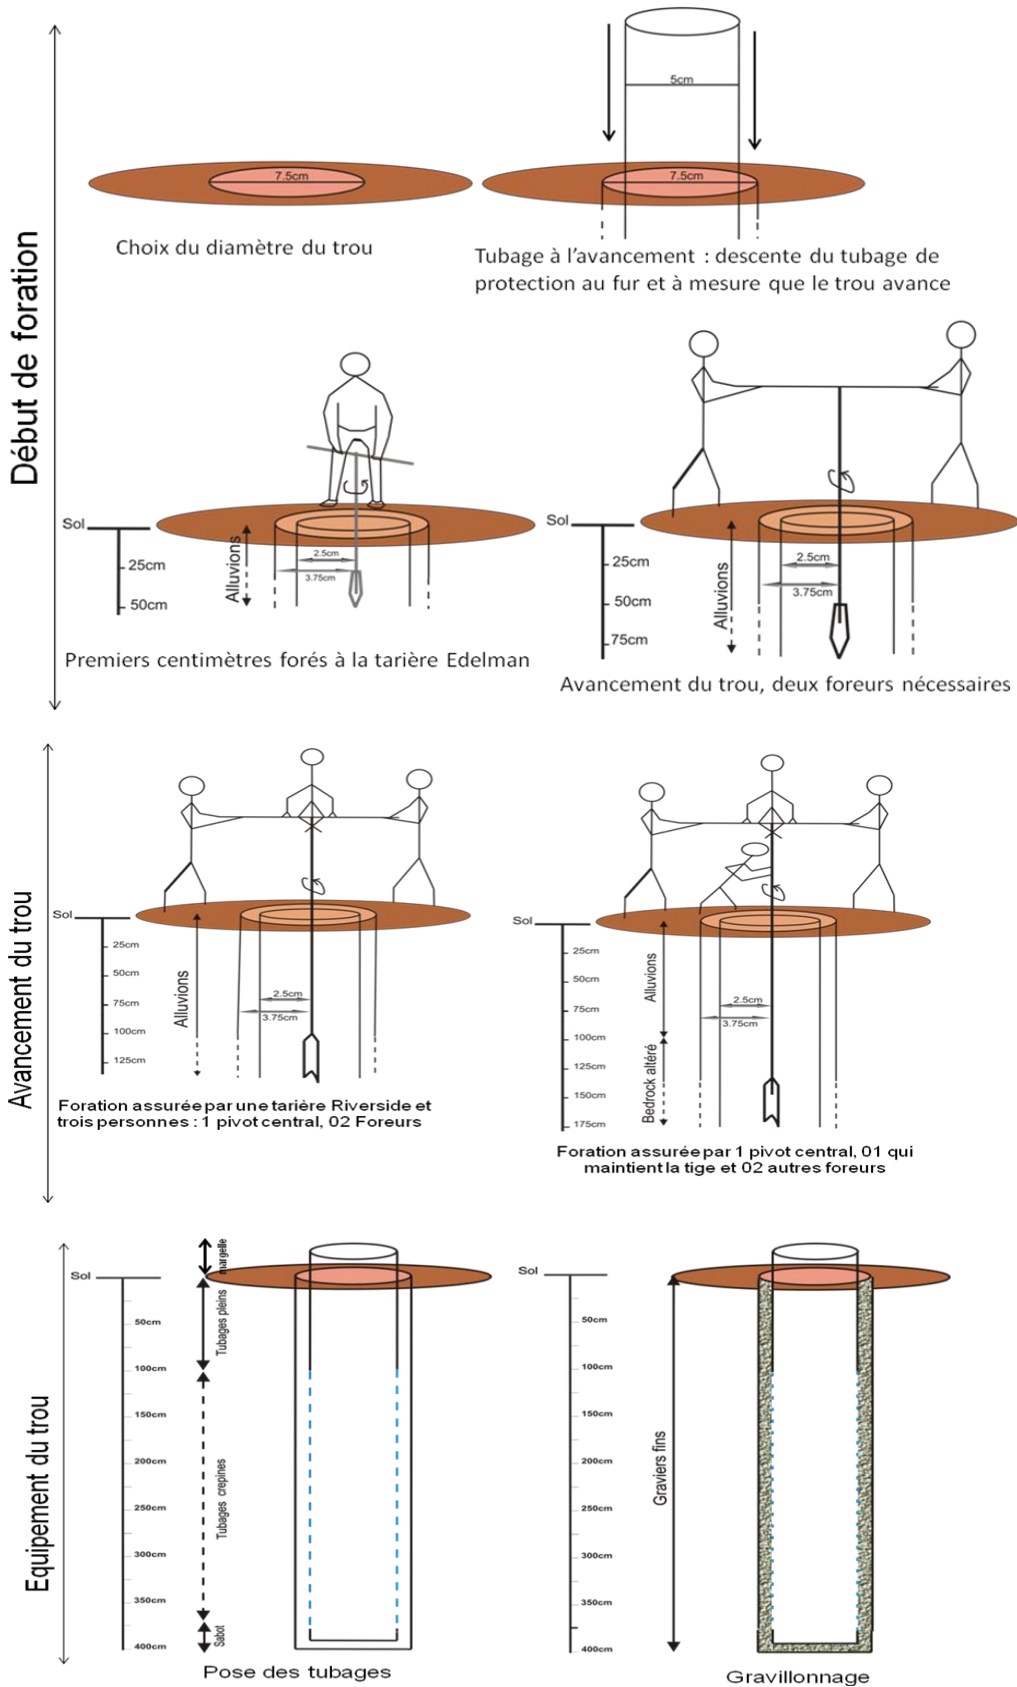 Début de foration
7.5cm
Choix du diamètre du trou
5cm
7.5cm
Tubage à l'avancement : descente du tubage de
protection au fur et à mesure que le trou avance
Sol
25cm
50cm
Alluvions
2.5cm
3.75cm
Premiers centimètres forés à la tarière Edelman
Sol
25cm
50cm
75cm
Alluvions
2.5cm
3.75cm
Avancement du trou, deux foreurs nécessaires
Avancement du trou
Sol
25cm
50cm
75cm
100cm
125cm
Alluvions
2.5cm
3.75cm
Foration assurée par une tarière Riverside et
trois personnes : 1 pivot central, 02 Foreurs
Sol
25cm
50cm
75cm
100cm
125cm
150cm
175cm
Alluvions
Bedrock altéré
2.5cm
3.75cm
Foration assurée par 1 pivot central, 01 qui
maintient la tige et 02 autres foreurs
Equipement du trou
Sol
50cm
100cm
150cm
200cm
250cm
300cm
350cm
400cm
margelle
Tubages pleins
Tubages crepines
Sabot
Pose des tubages
Sol
50cm
100cm
150cm
200cm
250cm
300cm
350cm
400cm
Graviers fins
Gravillonnage